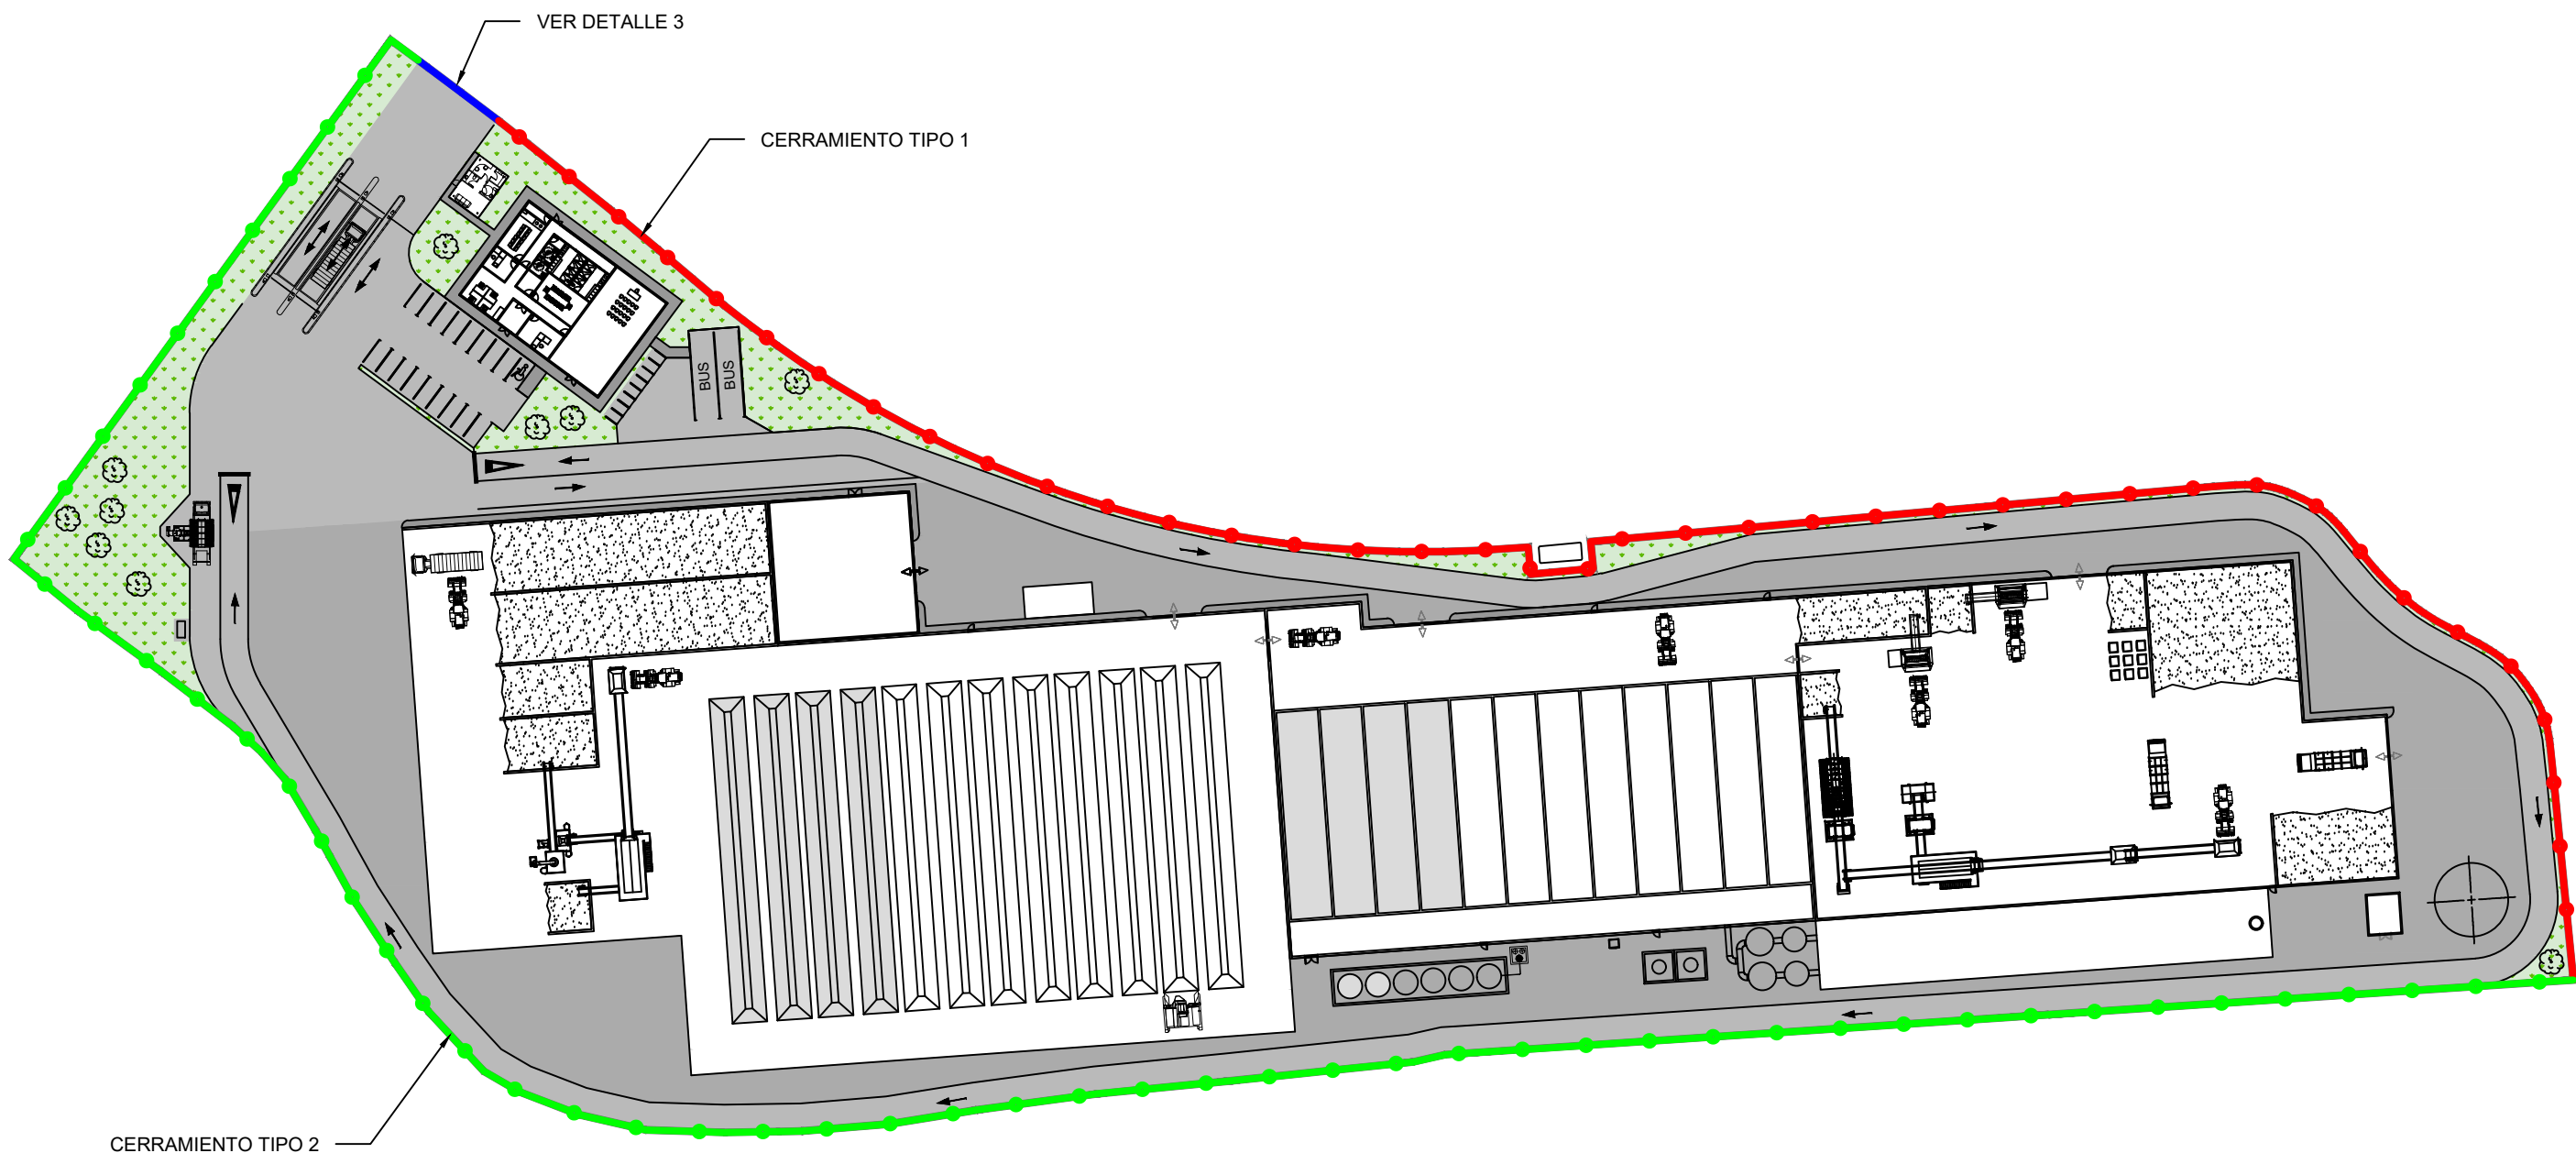 VER DETALLE 3
CERRAMIENTO TIPO 1
BUS
BUS
CERRAMIENTO TIPO 2